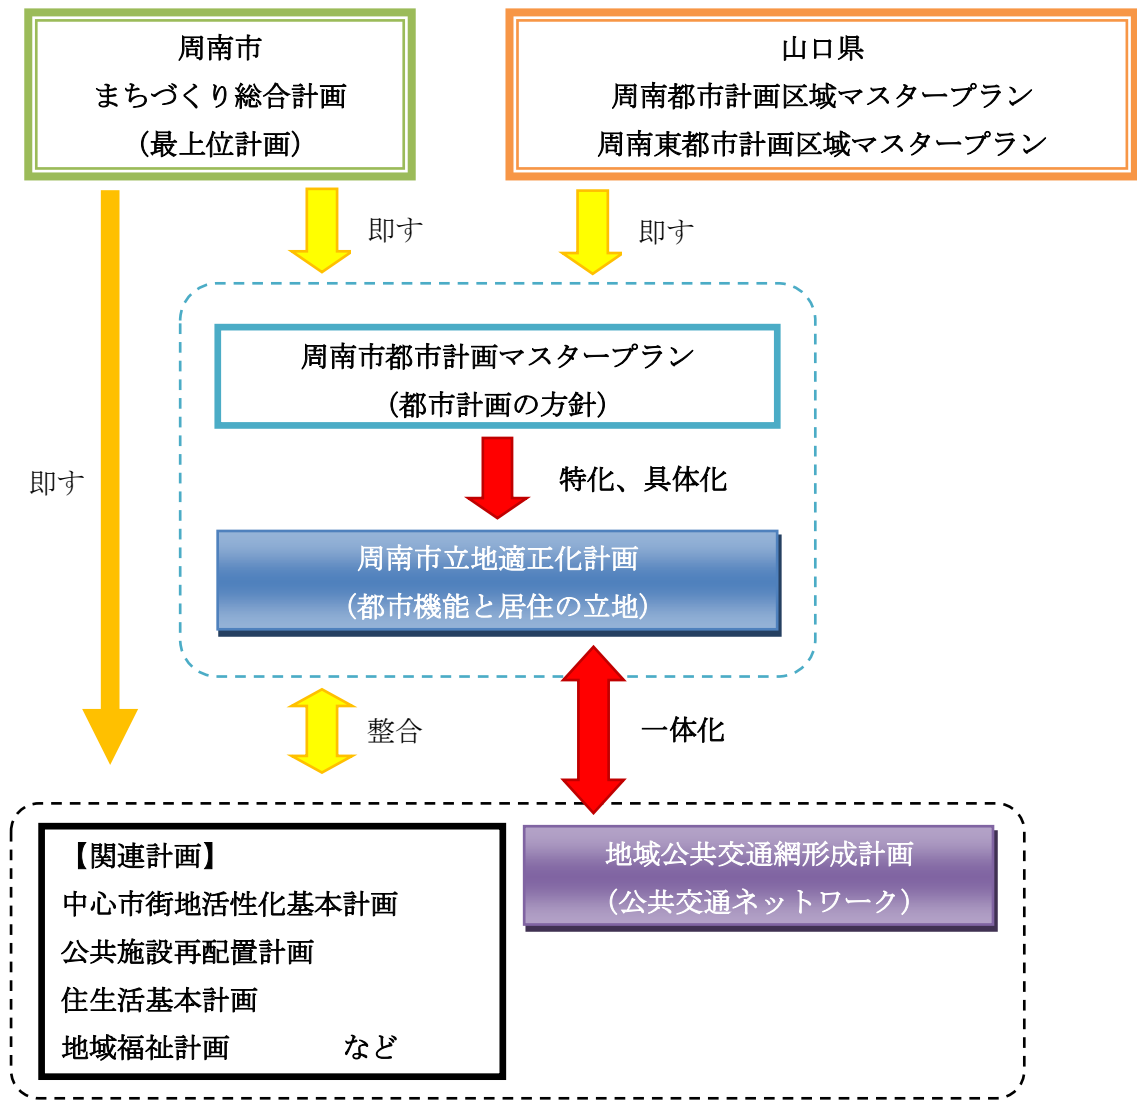 周南市
まちづくり総合計画
（最上位計画）
山口県
周南都市計画区域マスタープラン
周南東都市計画区域マスタープラン
即す
即す
周南市都市計画マスタープラン
（都市計画の方針）
即す
特化、具体化
周南市立地適正化計画
（都市機能と居住の立地）
整合
一体化
【関連計画】
中心市街地活性化基本計画
公共施設再配置計画
住生活基本計画
地域福祉計画　　　　など
地域公共交通網形成計画
（公共交通ネットワーク）